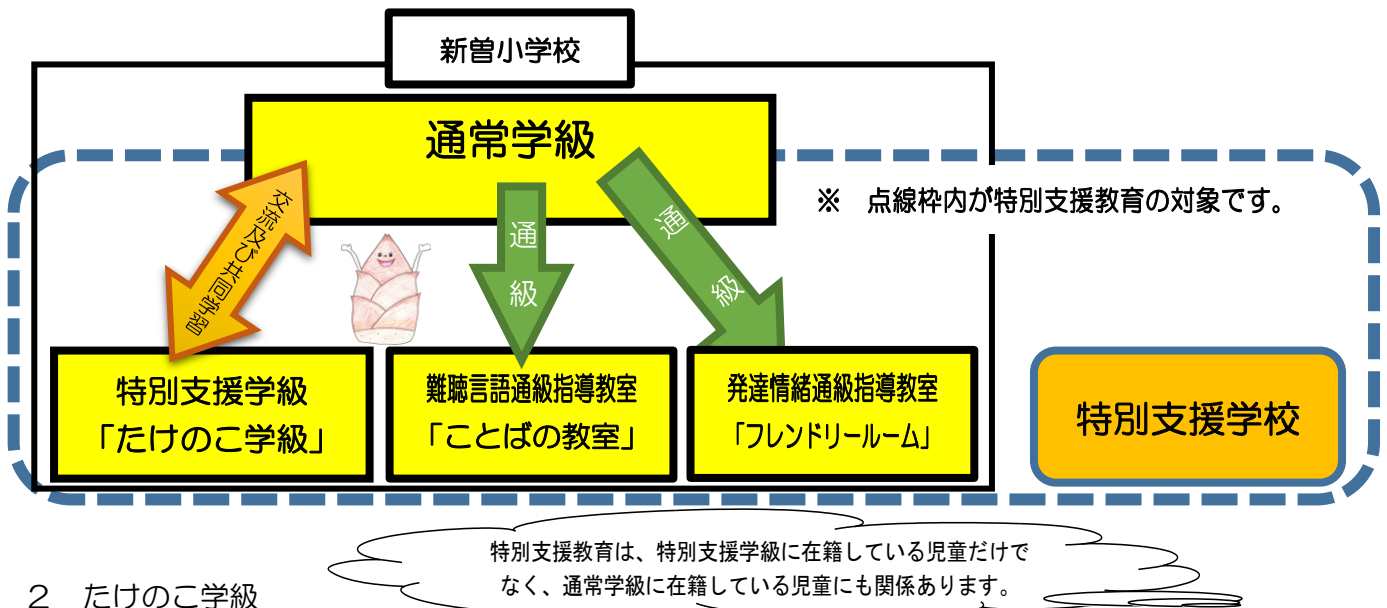 新曽小学校
通常学級
※　点線枠内が特別支援教育の対象です。
交流及び共同学習
通級
通級
特別支援学級
「たけのこ学級」
難聴言語通級指導教室
「ことばの教室」
発達情緒通級指導教室
「フレンドリールーム」
特別支援学校
特別支援教育は、特別支援学級に在籍している児童だけで
なく、通常学級に在籍している児童にも関係あります。
２　たけのこ学級